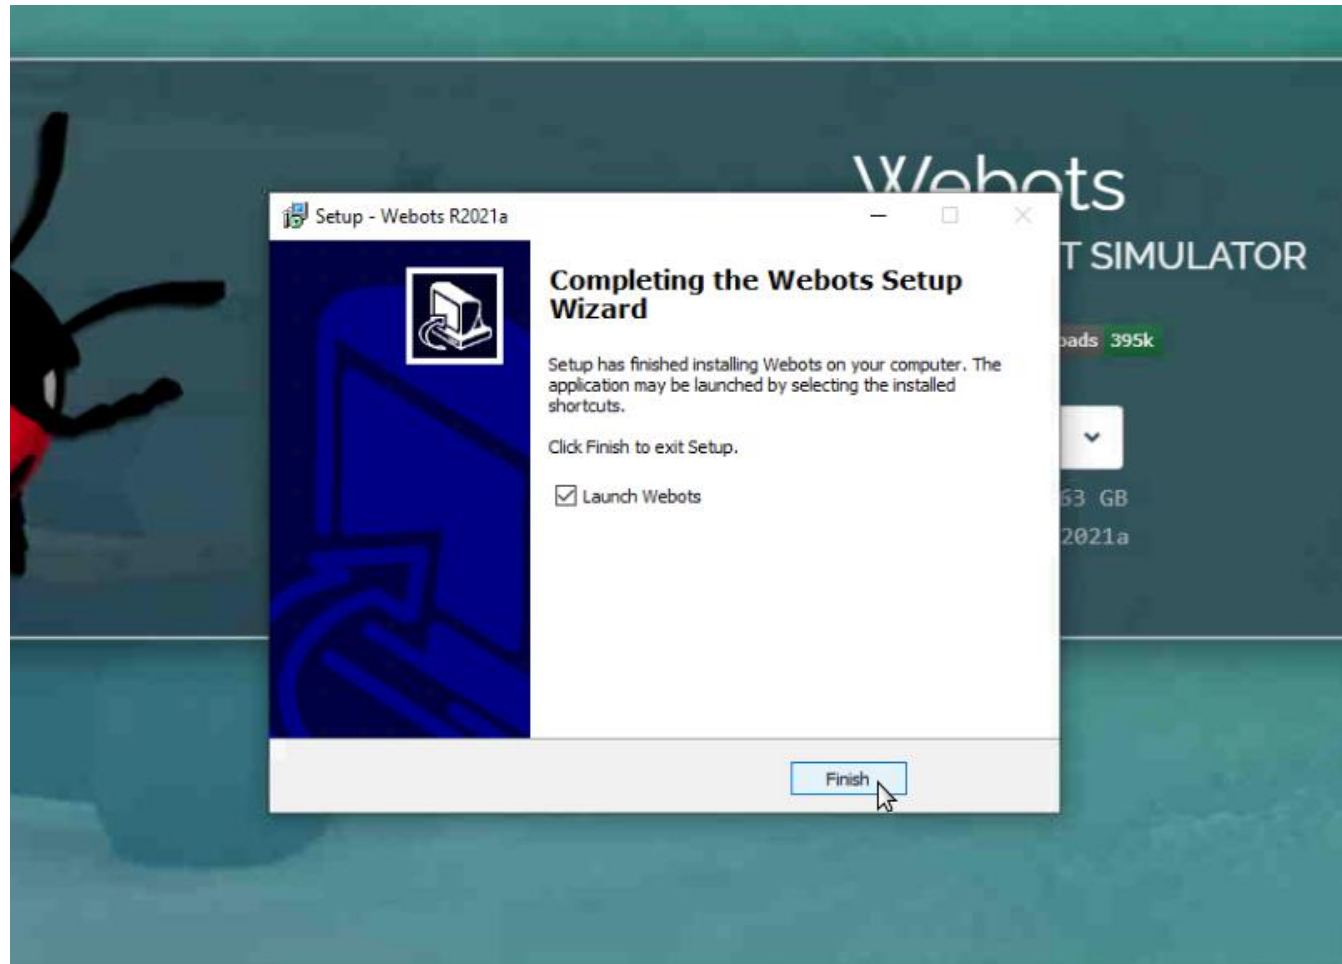 Webots
Setup - Webots R2021a
T SIMULATOR
Completing the Webots Setup
Wizard
395k
Setup has finished installing Webots on your computer. The
application may be launched by selecting the installed
shortcuts.
Click Finish to exit Setup.
Launch Webots
63 GB
2021a
Finish